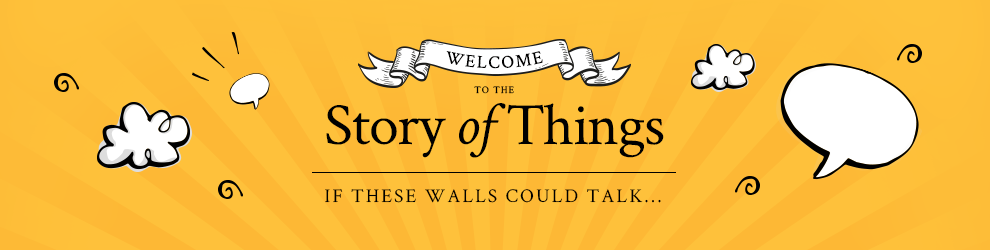 WELCOME
TO THE
Story of Things
IF THESE WALLS COULD TALK...